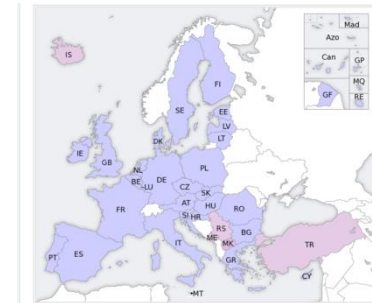 Mad
IS
Azo
Can
GP
FI
MQ
SE
GF
RE
EE
LV
DK
LT
IE
GB
NL
PL
BE
DE
LU
CZ
SK
AT
HU
FR
RO
SI
HR
RS
IT
BG
ME
MK
PT
ES
TR
GR
CY
MT